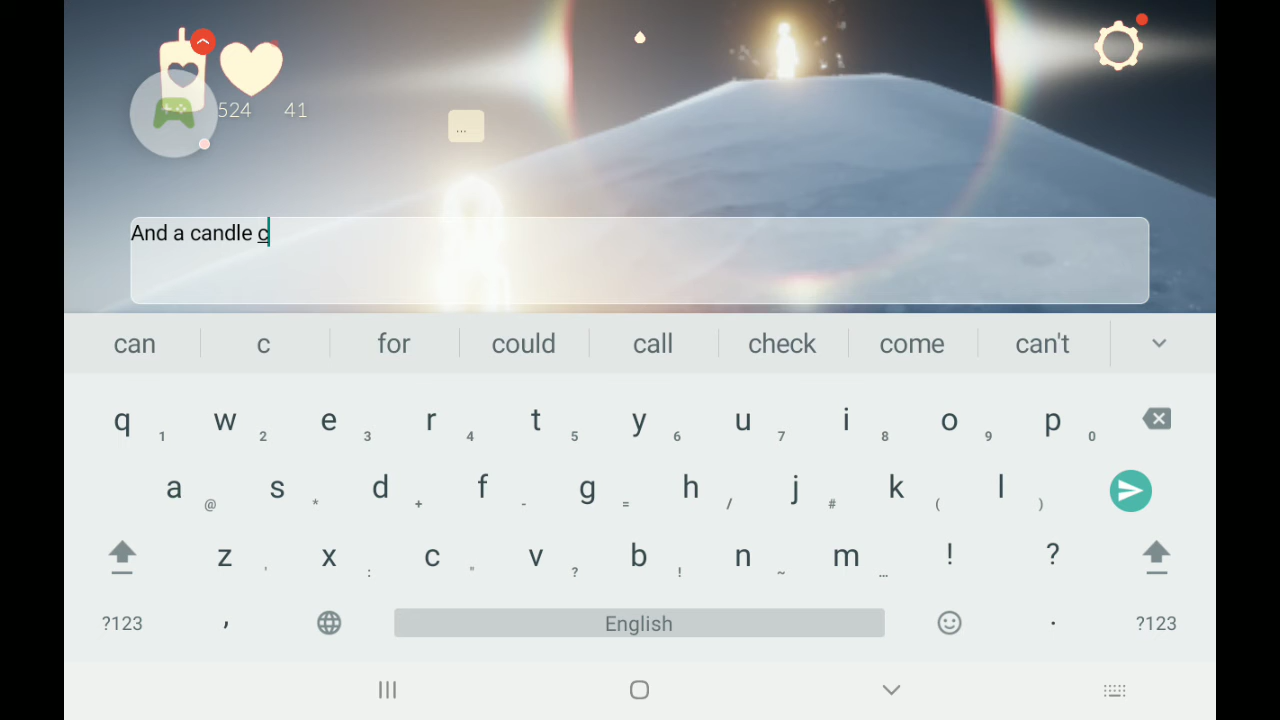 524 41
...
And a candle c
can c for could call check come can't
q 1 w 2 e 3 r 4 t 5 y 6 u 7 i 8 o 9 p 0
a @ s * d + f - g = h / j # k ( l )
z ' x : c " v ? b ! n ~ m ... ! ?
?123 , English . ?123